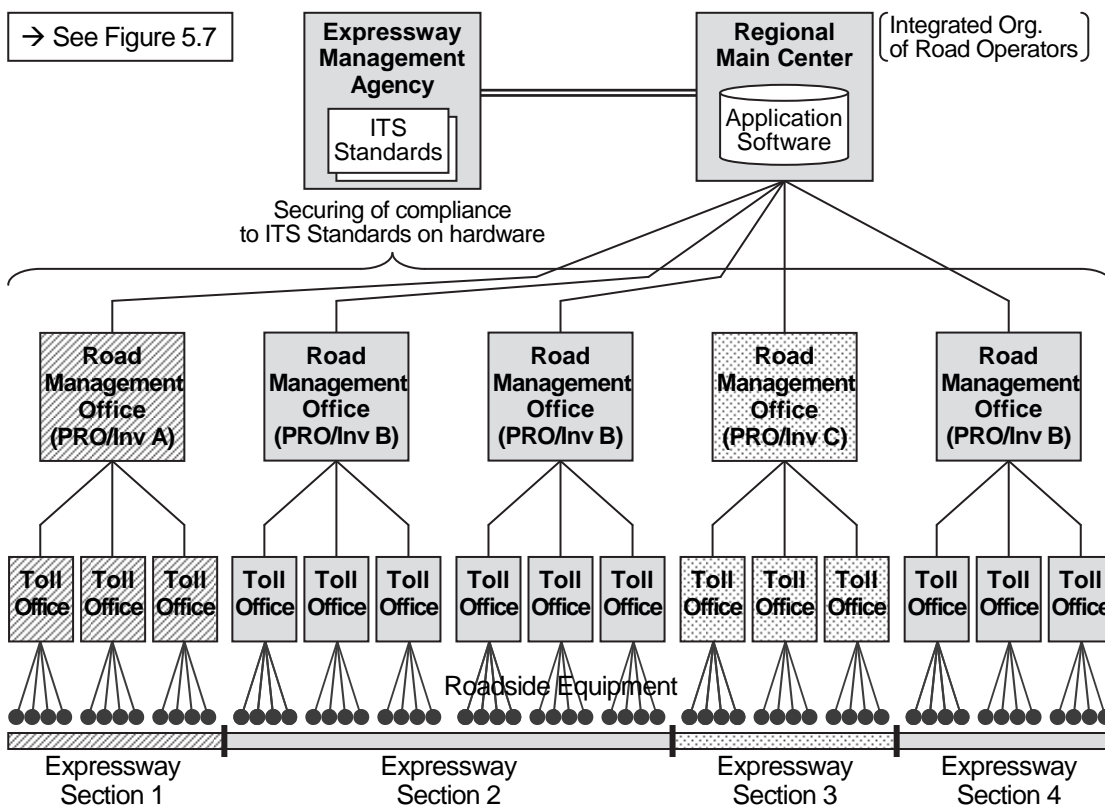 → See Figure 5.7
Expressway
Management
Agency
ITS
Standards
Regional
Main Center
Application
Software
Integrated Org.
of Road Operators
Securing of compliance
to ITS Standards on hardware
Road
Management
Office
(PRO/Inv A)
Road
Management
Office
(PRO/Inv B)
Road
Management
Office
(PRO/Inv B)
Road
Management
Office
(PRO/Inv C)
Road
Management
Office
(PRO/Inv B)
Toll
Office
Toll
Office
Toll
Office
Toll
Office
Toll
Office
Toll
Office
Toll
Office
Toll
Office
Toll
Office
Toll
Office
Toll
Office
Toll
Office
Toll
Office
Toll
Office
Toll
Office
Roadside Equipment
Expressway
Section 1
Expressway
Section 2
Expressway
Section 3
Expressway
Section 4